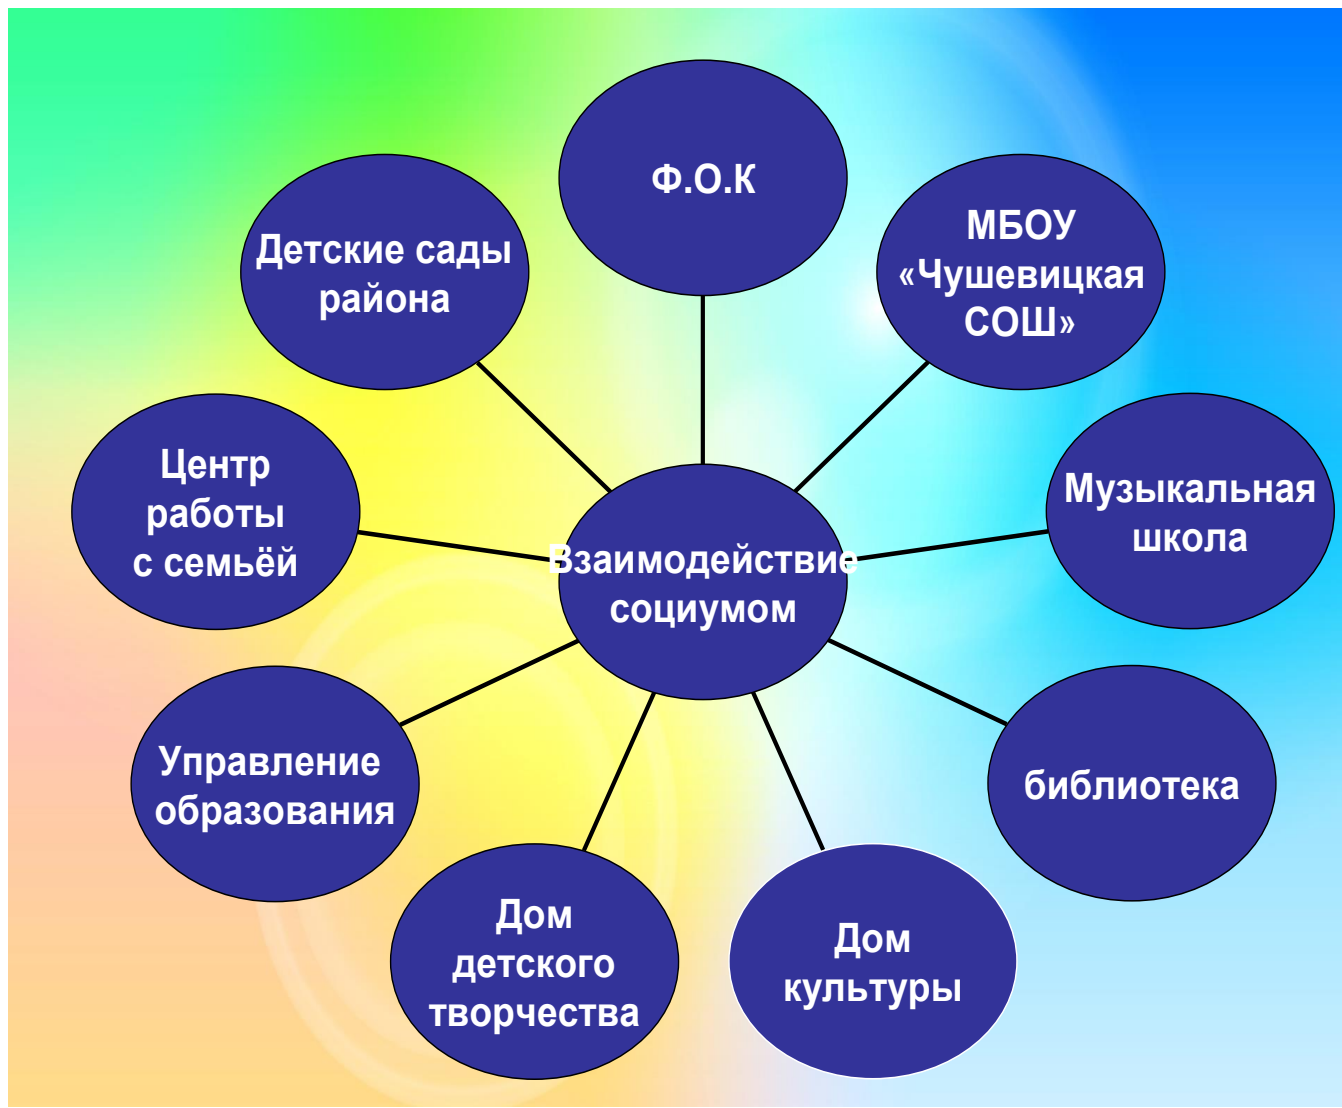 Ф.О.К
МБОУ
«Чушевицкая
СОШ»
Музыкальная
школа
библиотека
Дом
культуры
Дом
детского
творчества
Управление
образования
Центр
работы
с семьёй
Детские сады
района
Взаимодействие
социумом